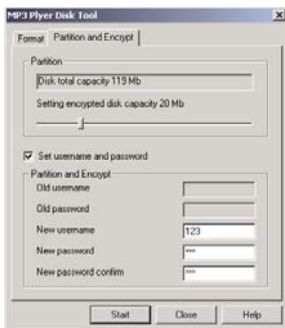 MP3 Plyer Disk Tool
Format Partition and Encrypt
Partition
Disk total capacity 119 Mb
Setting encrypted disk capacity 20 Mb
Set username and password
Partition and Encrypt
Old username
Old password
New username 123
New password ***
New password confirm ***
Start Close Help